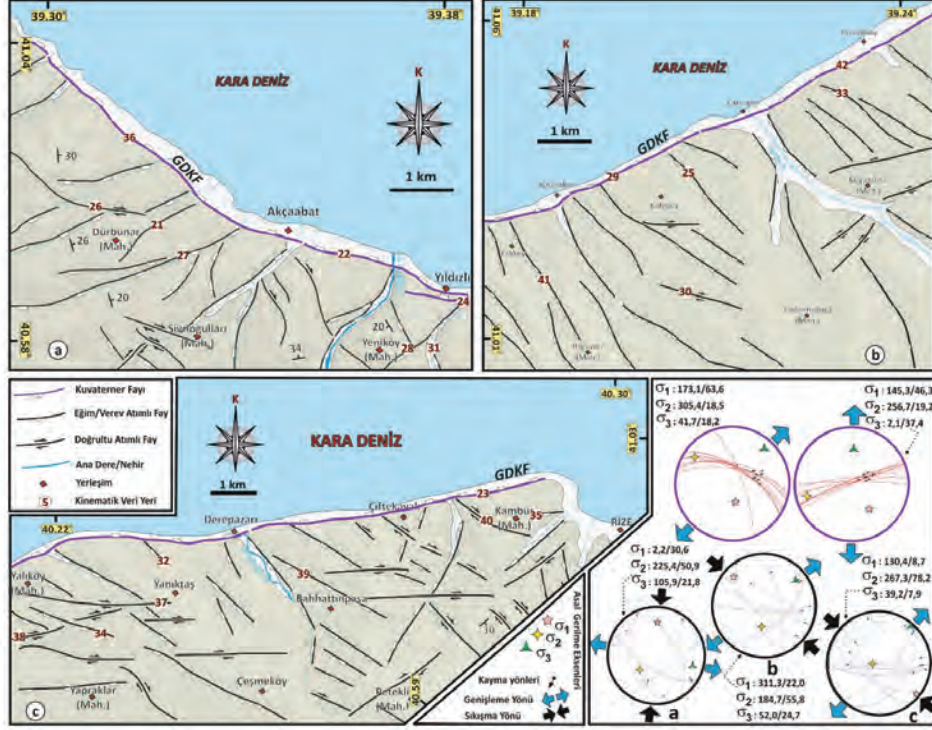 39.30°
39.38°
41.04°
KARA DENİZ
K
1 km
GDKF
36
30
26
21
Dürbünar
(Mah.)
26
27
20
Akçaabat
22
Yıldızlı
24
40.58°
(Mah.)
34
20
Yeniköy
(Mah.)
28
31
a
39.18°
39.24°
41.06°
KARA DENİZ
K
1 km
GDKF
42
33
29
25
41
30
41.01°
b
Kuvaterner Fayı
Eğim/Verev Atımlı Fay
Doğrultu Atımlı Fay
Ana Dere/Nehir
Yerleşim
5 Kinematik Veri Yeri
K
KARA DENİZ
1 km
40.30°
41.03°
GDKF
23
Çiftekavak
Kambur
(Mah.)
35
40
RİZE
Derepazarı
40.22°
32
Yalıköy
(Mah.)
Yanıktaş
37
39
Bahhattinpaşa
38
34
30
Yapraklar
(Mah.)
Çeşmeköy
(Mah.)
40.59°
c
Asal Gerilme Eksenleri
σ1
σ2
σ3
Kayma yönleri
Genişleme Yönü
Sıkışma Yönü
σ1 : 173,1/63,6
σ2 : 305,4/18,5
σ3 : 41,7/18,2
σ1 : 145,3/46,3
σ2 : 256,7/19,2
σ3 : 2,1/37,4
σ1 : 2,2/30,6
σ2 : 225,4/50,9
σ3 : 105,9/21,8
σ1 : 130,4/8,7
σ2 : 267,3/78,2
σ3 : 39,2/7,9
σ1 : 311,3/22,0
σ2 : 184,7/55,8
σ3 : 52,0/24,7
a
b
c